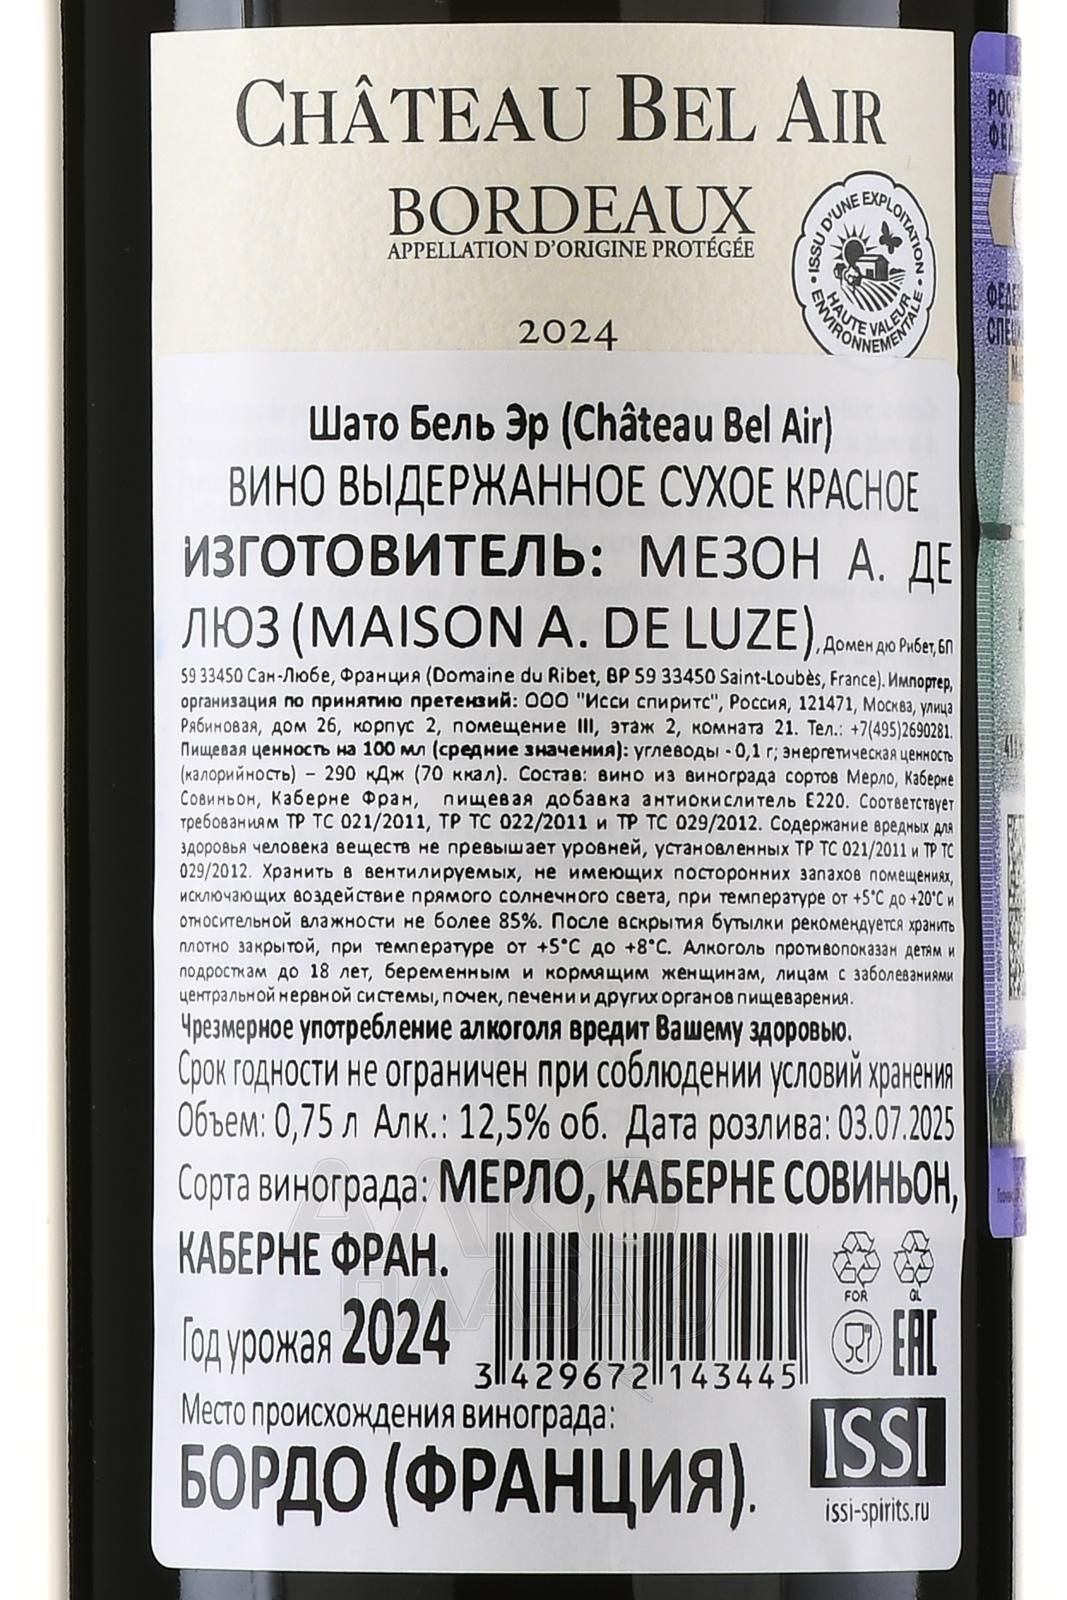 CHÂTEAU BEL AIR
BORDEAUX
APPELLATION D'ORIGINE PROTÉGÉE
2024
ISSU D'UNE EXPLOITATION
HAUTE VALEUR
ENVIRONNEMENTALE
Шато Бель Эр (Château Bel Air)
ВИНО ВЫДЕРЖАННОЕ СУХОЕ КРАСНОЕ
ИЗГОТОВИТЕЛЬ: МЕЗОН А. ДЕ
ЛЮЗ (MAISON A. DE LUZE), Домен дю Рибет, БП
59 33450 Сан-Любе, Франция (Domaine du Ribet, BP 59 33450 Saint-Loubès, France). Импортер,
организация по принятию претензий: ООО "Исси спиритс", Россия, 121471, Москва, улица
Рябиновая, дом 26, корпус 2, помещение III, этаж 2, комната 21. Тел.: +7(495)2690281.
Пищевая ценность на 100 мл (средние значения): углеводы - 0,1 г; энергетическая ценность
(калорийность) – 290 кДж (70 ккал). Состав: вино из винограда сортов Мерло, Каберне
Совиньон, Каберне Фран, пищевая добавка антиокислитель Е220. Соответствует
требованиям ТР ТС 021/2011, ТР ТС 022/2011 и ТР ТС 029/2012. Содержание вредных для
здоровья человека веществ не превышает уровней, установленных ТР ТС 021/2011 и ТР ТС
029/2012. Хранить в вентилируемых, не имеющих посторонних запахов помещениях,
исключающих воздействие прямого солнечного света, при температуре от +5°С до +20°С и
относительной влажности не более 85%. После вскрытия бутылки рекомендуется хранить
плотно закрытой, при температуре от +5°С до +8°С. Алкоголь противопоказан детям и
подросткам до 18 лет, беременным и кормящим женщинам, лицам с заболеваниями
центральной нервной системы, почек, печени и других органов пищеварения.
Чрезмерное употребление алкоголя вредит Вашему здоровью.
Срок годности не ограничен при соблюдении условий хранения
Объем: 0,75 л Алк.: 12,5% об. Дата розлива: 03.07.2025
Сорта винограда: МЕРЛО, КАБЕРНЕ СОВИНЬОН,
КАБЕРНЕ ФРАН.
Год урожая 2024
3 429672 143445
FOR
GL
EAC
Место происхождения винограда:
БОРДО (ФРАНЦИЯ).
ISSI
issi-spirits.ru